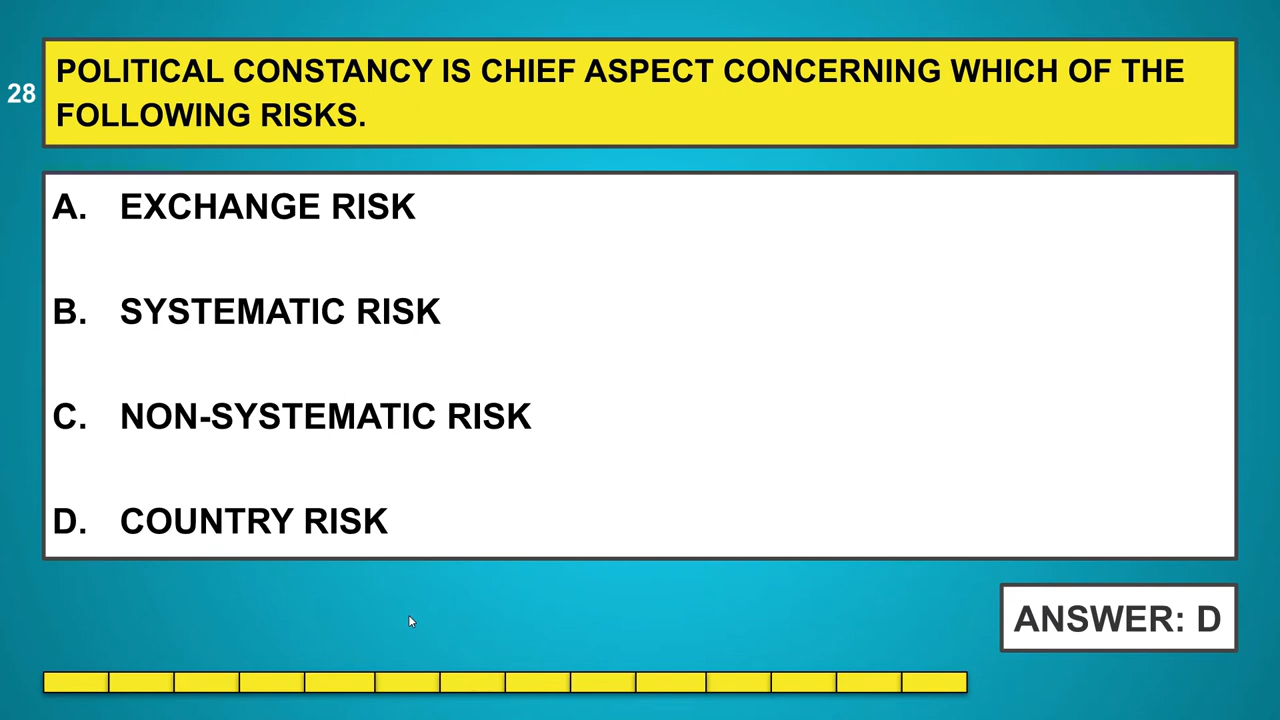 28
POLITICAL CONSTANCY IS CHIEF ASPECT CONCERNING WHICH OF THE
FOLLOWING RISKS.
A. EXCHANGE RISK
B. SYSTEMATIC RISK
C. NON-SYSTEMATIC RISK
D. COUNTRY RISK
ANSWER: D